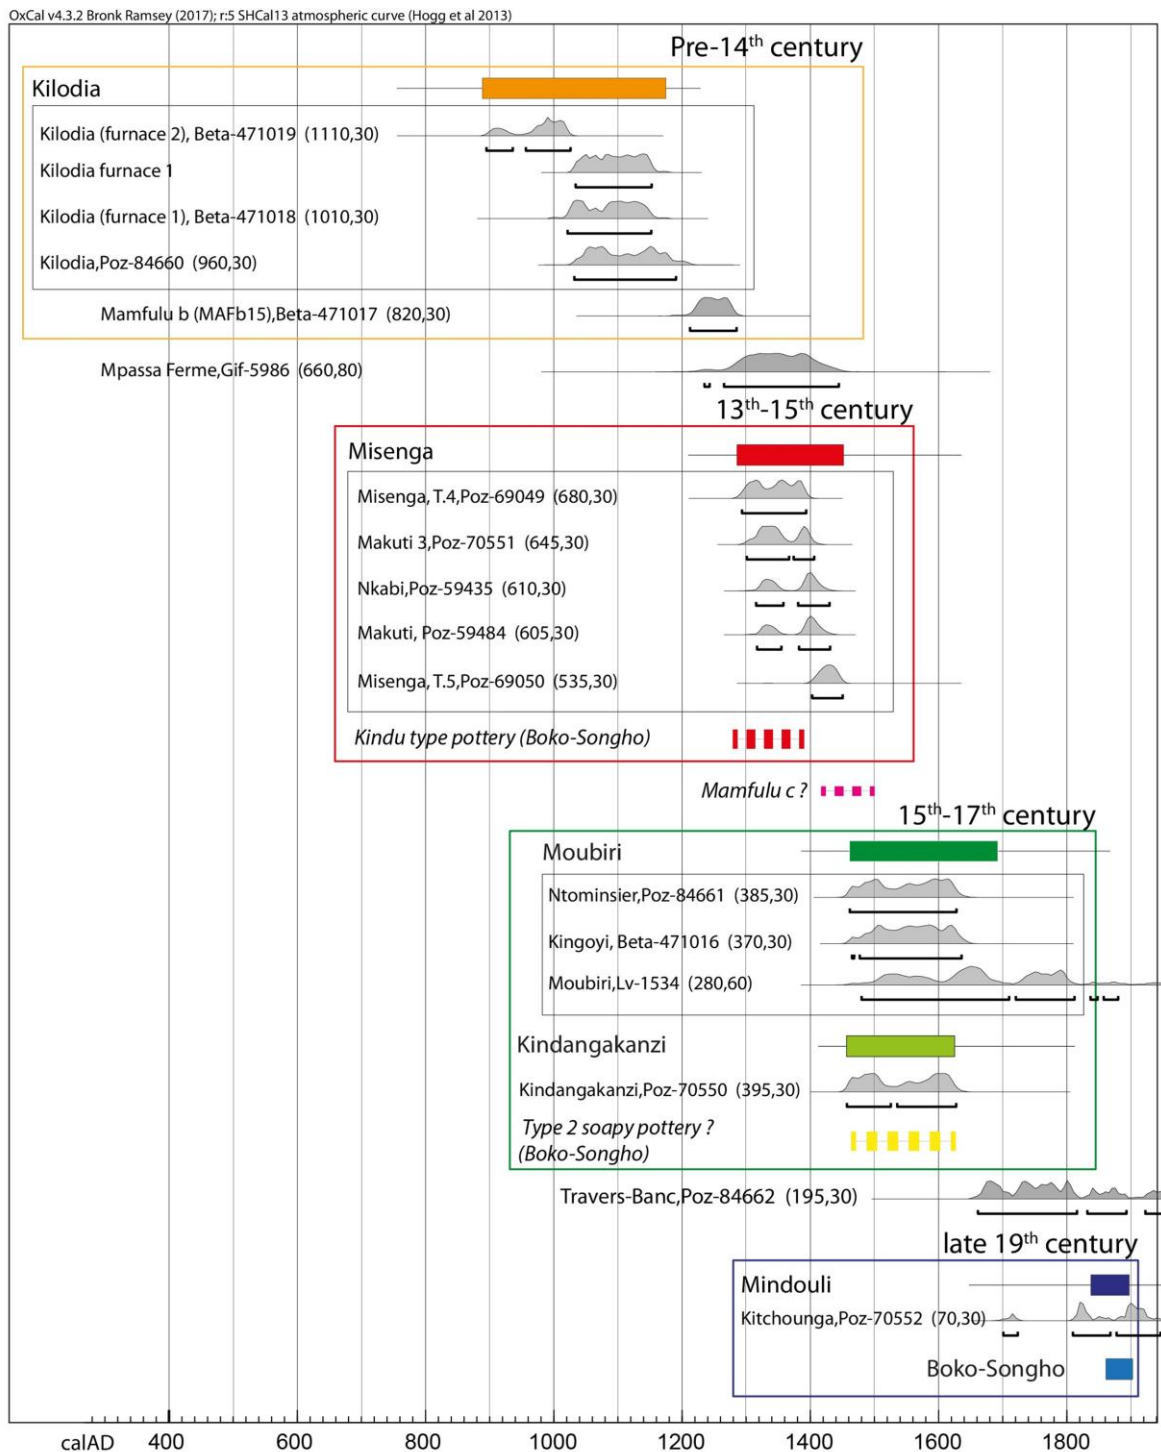 OxCal v4.3.2 Bronk Ramsey (2017); r:5 SHCal13 atmospheric curve (Hogg et al 2013)
Pre-14th century
Kilodia
Kilodia (furnace 2), Beta-471019 (1110,30)
Kilodia furnace 1
Kilodia (furnace 1), Beta-471018 (1010,30)
Kilodia,Poz-84660 (960,30)
Mamfulu b (MAFb15),Beta-471017 (820,30)
Mpassa Ferme,Gif-5986 (660,80)
13th-15th century
Misenga
Misenga, T.4,Poz-69049 (680,30)
Makuti 3,Poz-70551 (645,30)
Nkabi,Poz-59435 (610,30)
Makuti, Poz-59484 (605,30)
Misenga, T.5,Poz-69050 (535,30)
Kindu type pottery (Boko-Songho)
Mamfulu c ?
15th-17th century
Moubiri
Ntominsier,Poz-84661 (385,30)
Kingoyi, Beta-471016 (370,30)
Moubiri,Lv-1534 (280,60)
Kindangakanzi
Kindangakanzi,Poz-70550 (395,30)
Type 2 soapy pottery ?
(Boko-Songho)
Travers-Banc,Poz-84662 (195,30)
late 19th century
Mindouli
Kitchounga,Poz-70552 (70,30)
Boko-Songho
calAD 400 600 800 1000 1200 1400 1600 1800